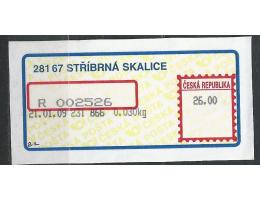 28167 STŘÍBRNÁ SKALICE
ČESKÁ REPUBLIKA
R 002526
26.00
21.01.09 231 866 0.030kg